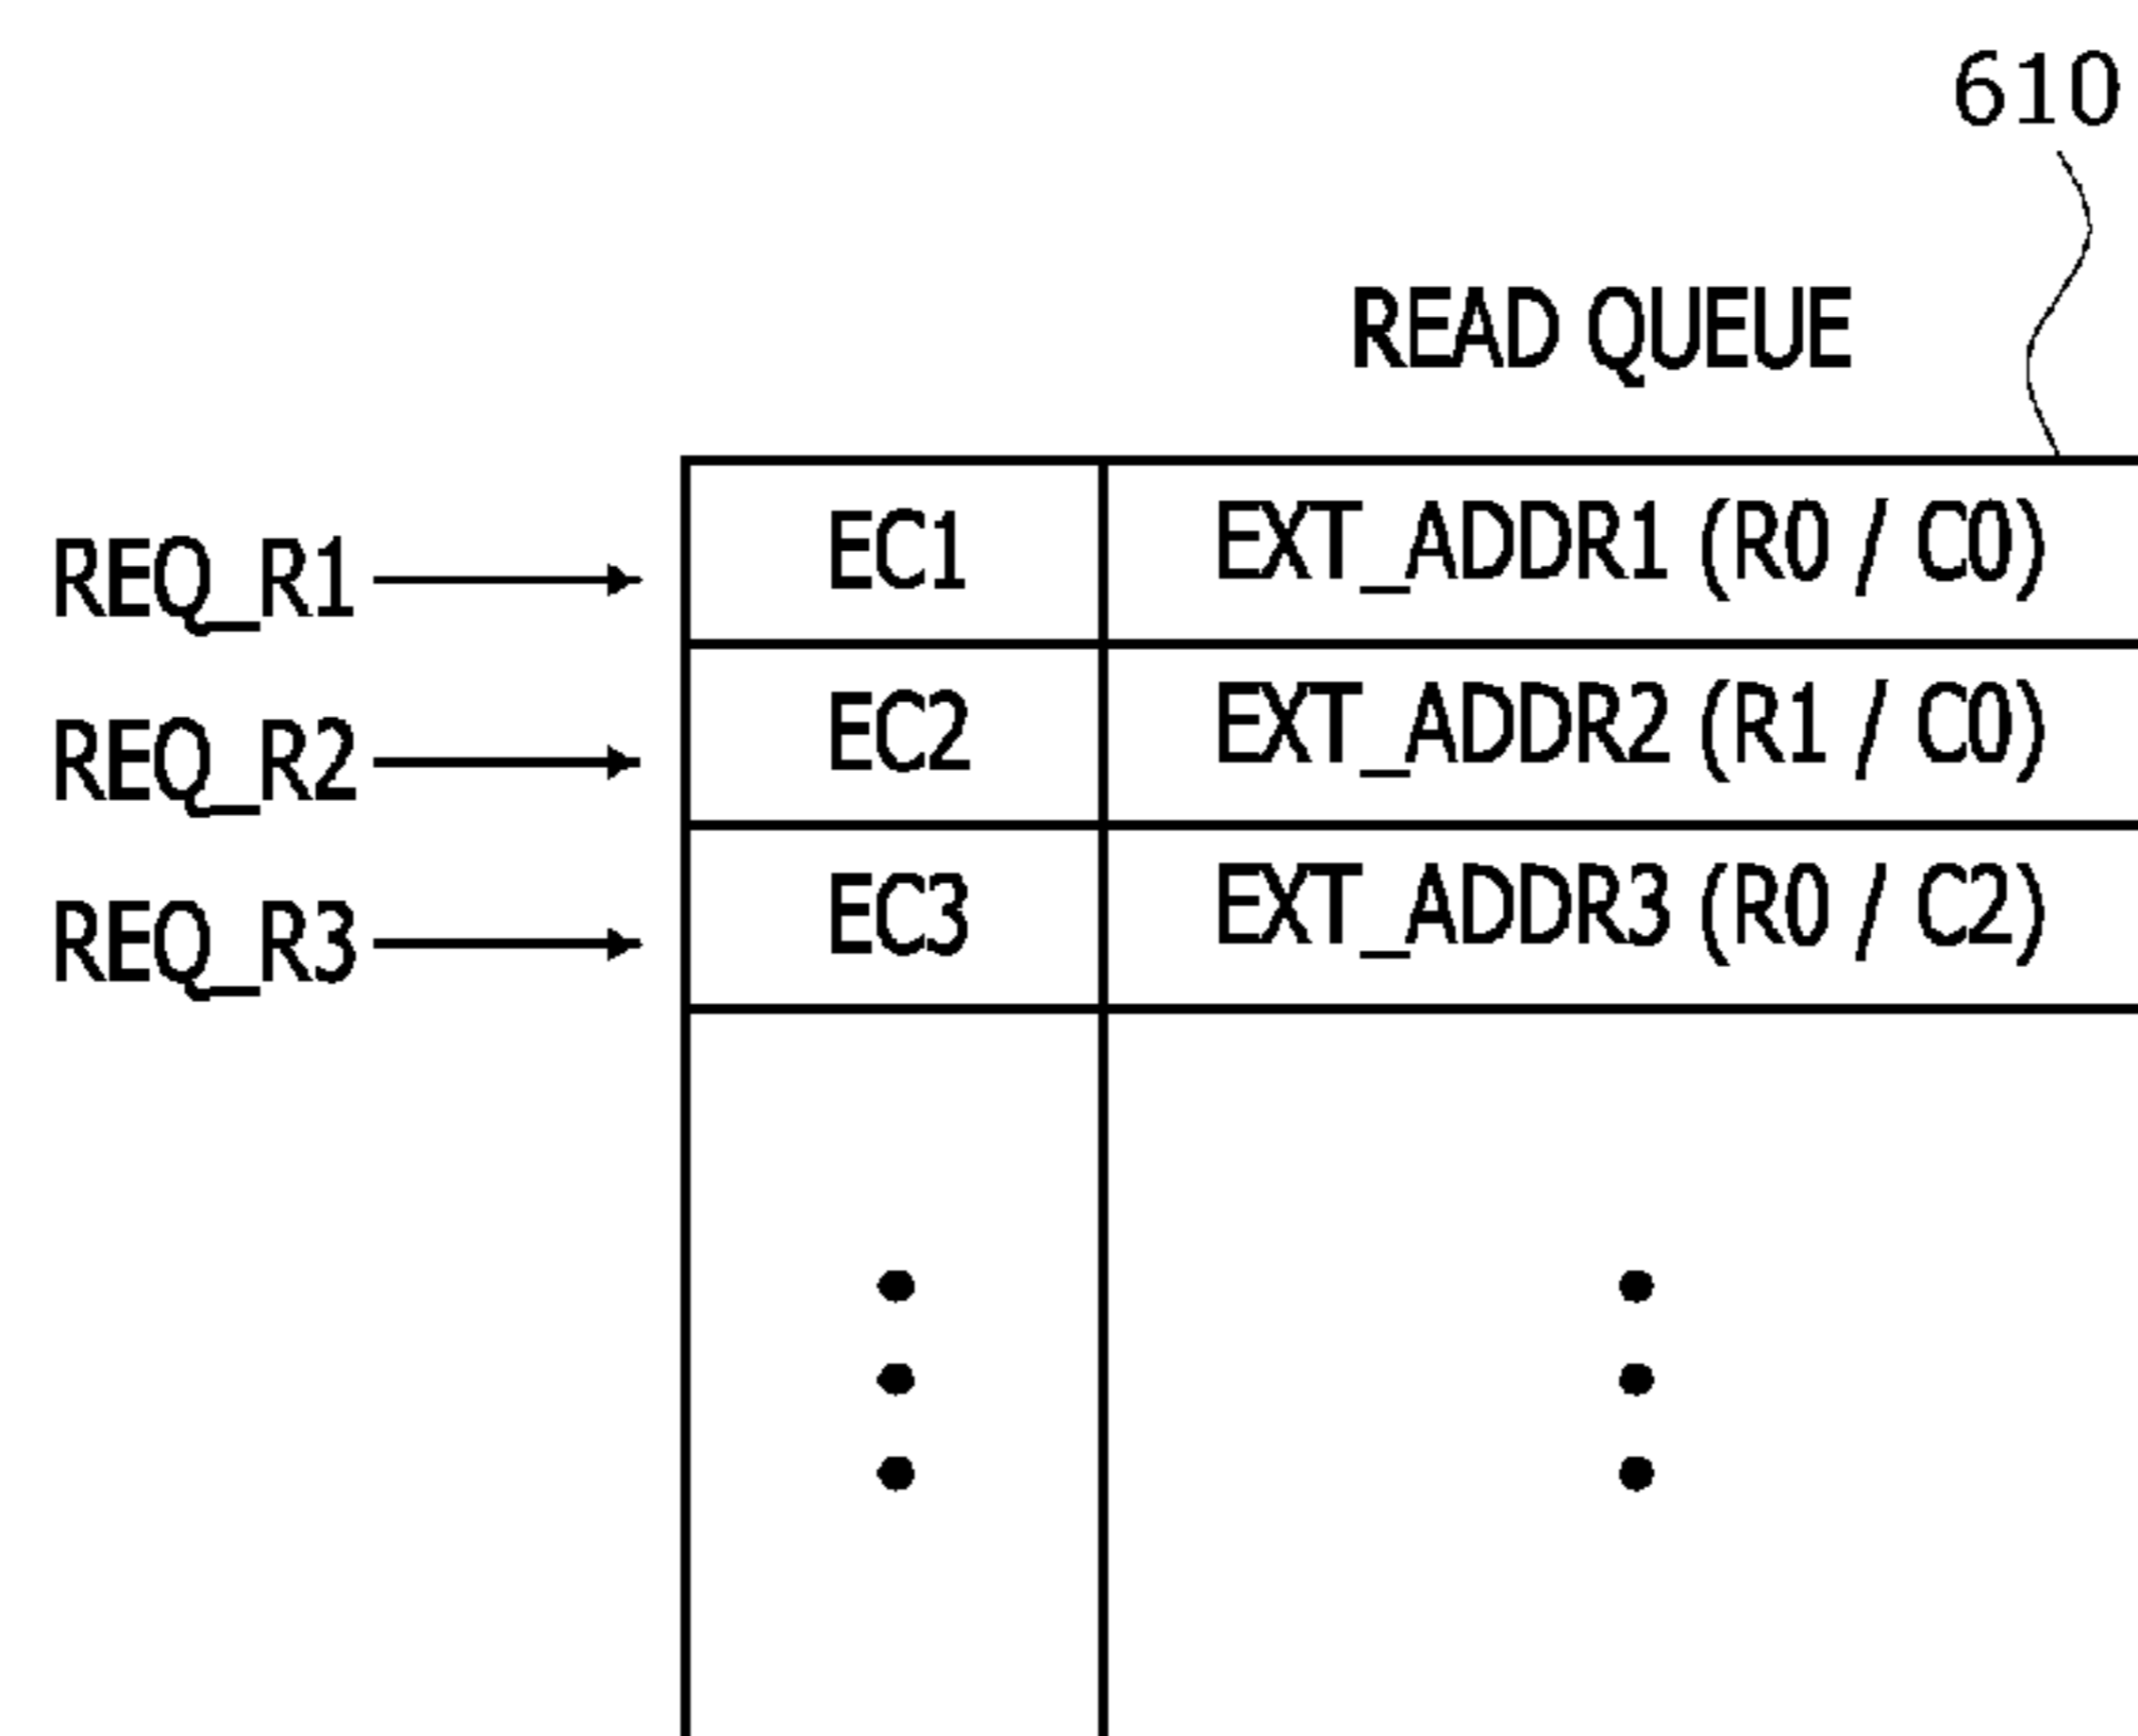 610
READ QUEUE
REQ_R1 EC1 EXT_ADDR1 (R0 / C0)
REQ_R2 EC2 EXT_ADDR2 (R1 / C0)
REQ_R3 EC3 EXT_ADDR3 (R0 / C2)